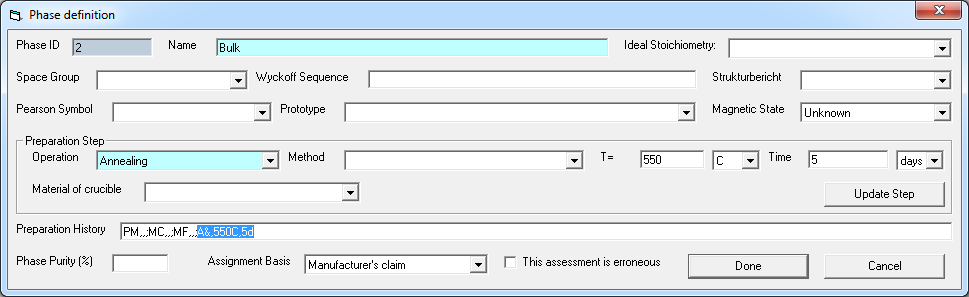 Phase definition
Phase ID 2 Name Bulk Ideal Stoichiometry:
Space Group Wyckoff Sequence Strukturbericht
Pearson Symbol Prototype Magnetic State Unknown
Preparation Step
Operation Annealing Method T= 550 C Time 5 days
Material of crucible Update Step
Preparation History PM,,;MC,,;MF,,;A&,550C,5d
Phase Purity (%) Assignment Basis Manufacturer's claim This assessment is erroneous Done Cancel